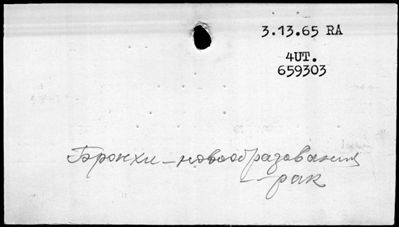 3.13.65 RA
4UT.
659303
Бронхи - новообразования
- рак